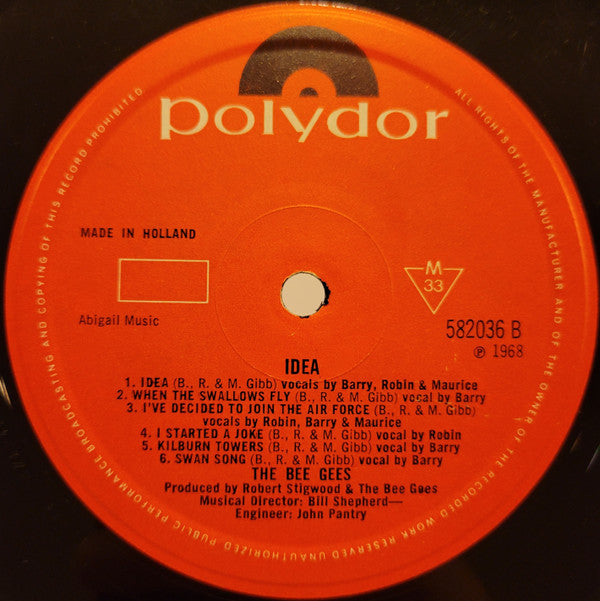 polydor
ALL RIGHTS OF THE MANUFACTURER AND OF THE OWNER OF THE RECORDED WORK RESERVED UNAUTHORIZED PUBLIC PERFORMANCE BROADCASTING AND COPYING OF THIS RECORD PROHIBITED
MADE IN HOLLAND
M
33
Abigail Music
582036 B
℗ 1968
IDEA
1. IDEA (B., R. & M. Gibb) vocals by Barry, Robin & Maurice
2. WHEN THE SWALLOWS FLY (B., R. & M. Gibb) vocal by Barry
3. I'VE DECIDED TO JOIN THE AIR FORCE (B., R. & M. Gibb)
vocals by Robin, Barry & Maurice
4. I STARTED A JOKE (B., R. & M. Gibb) vocal by Robin
5. KILBURN TOWERS (B., R. & M. Gibb) vocal by Barry
6. SWAN SONG (B., R. & M. Gibb) vocal by Barry
THE BEE GEES
Produced by Robert Stigwood & The Bee Gees
Musical Director: Bill Shepherd—
Engineer: John Pantry